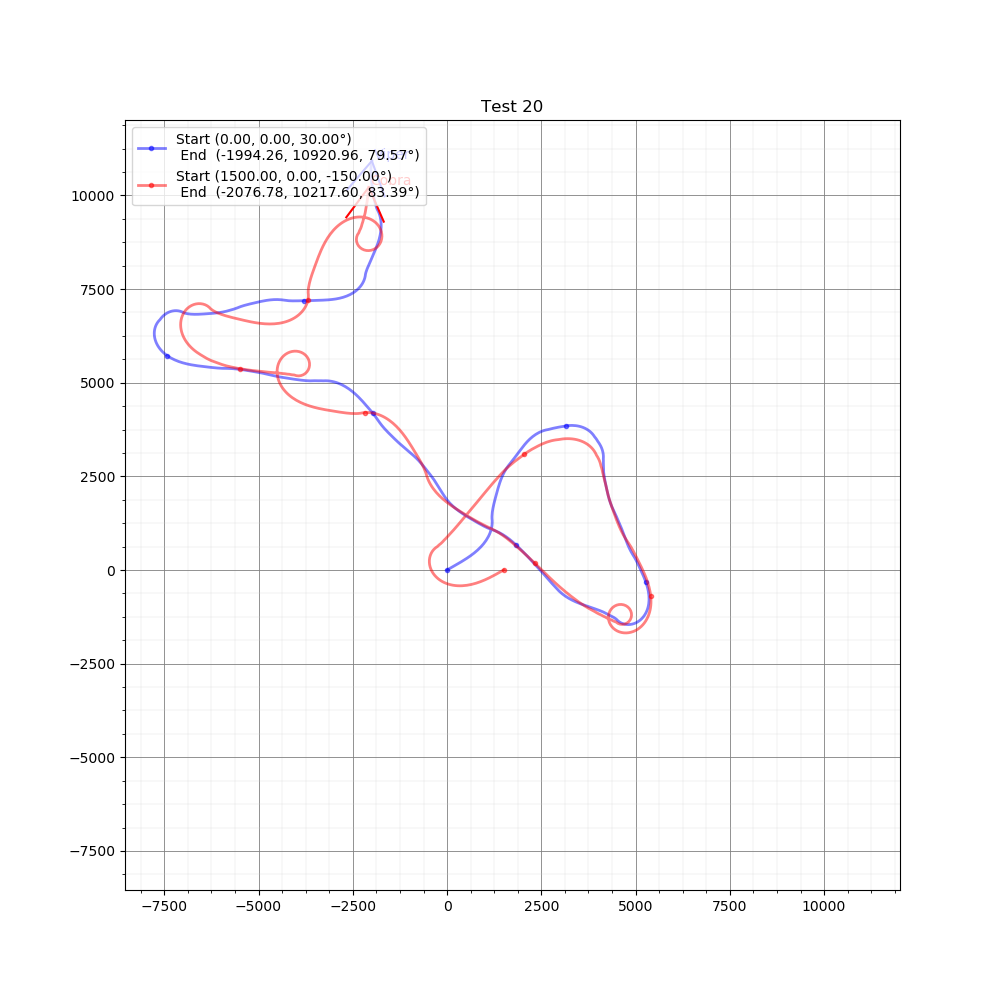 Test 20
Start (0.00, 0.00, 30.00°)
End (-1994.26, 10920.96, 79.57°)
Start (1500.00, 0.00, -150.00°)
End (-2076.78, 10217.60, 83.39°)
10000
7500
5000
2500
0
−2500
−5000
−7500
−7500 −5000 −2500 0 2500 5000 7500 10000